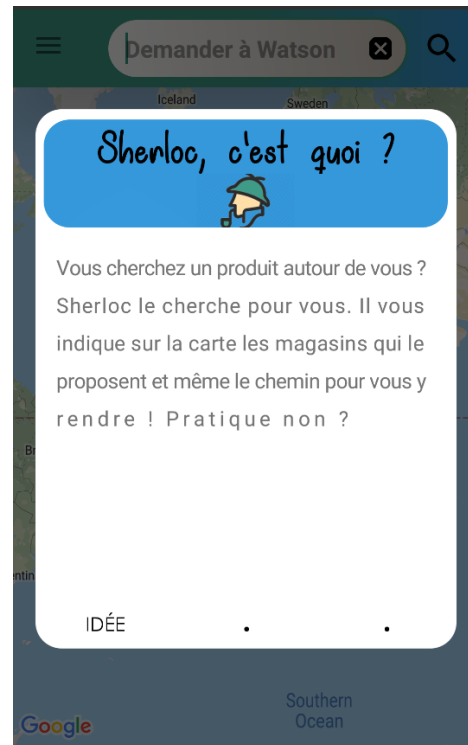 Demander à Watson
Iceland
Sweden
Sherloc, c'est quoi ?
Vous cherchez un produit autour de vous ?
Sherloc le cherche pour vous. Il vous
indique sur la carte les magasins qui le
proposent et même le chemin pour vous y
rendre ! Pratique non ?
Br
entin
IDÉE . .
Southern
Ocean
Google